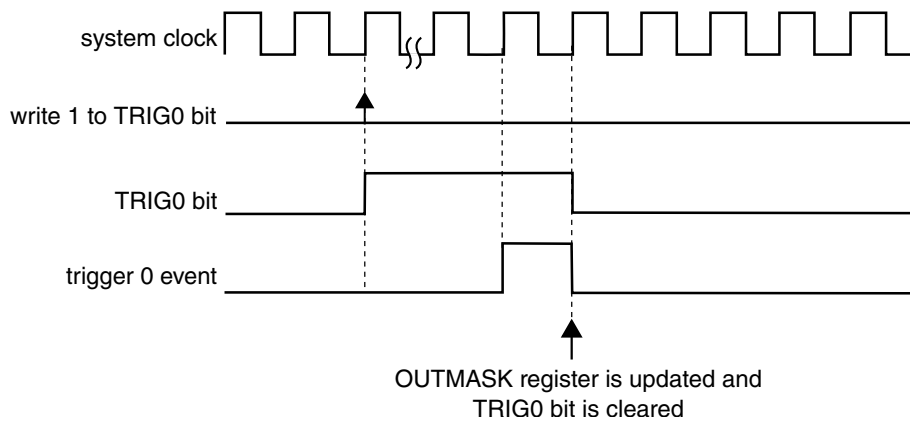 system clock
write 1 to TRIG0 bit
TRIG0 bit
trigger 0 event
OUTMASK register is updated and
TRIG0 bit is cleared